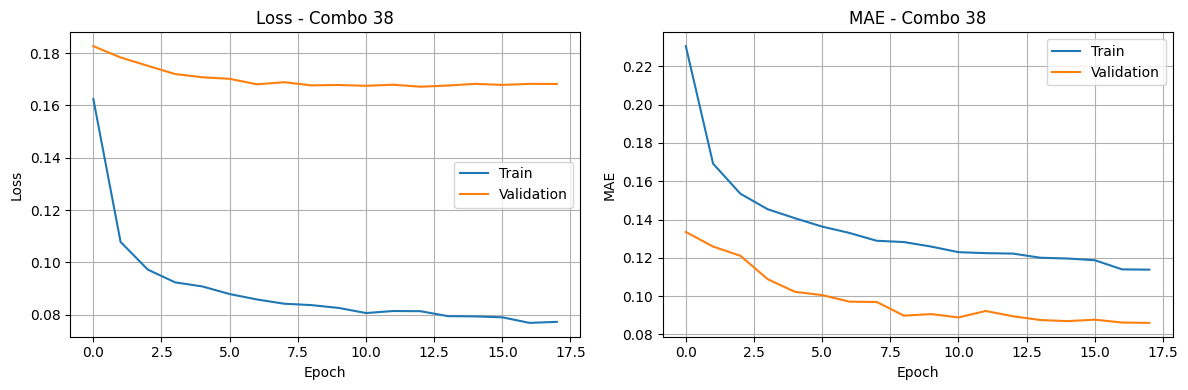 Loss - Combo 38
0.18
0.16
0.14
0.12
0.10
0.08
Loss
Train
Validation
0.0 2.5 5.0 7.5 10.0 12.5 15.0 17.5
Epoch
MAE - Combo 38
0.22
0.20
0.18
0.16
0.14
0.12
0.10
0.08
MAE
Train
Validation
0.0 2.5 5.0 7.5 10.0 12.5 15.0 17.5
Epoch